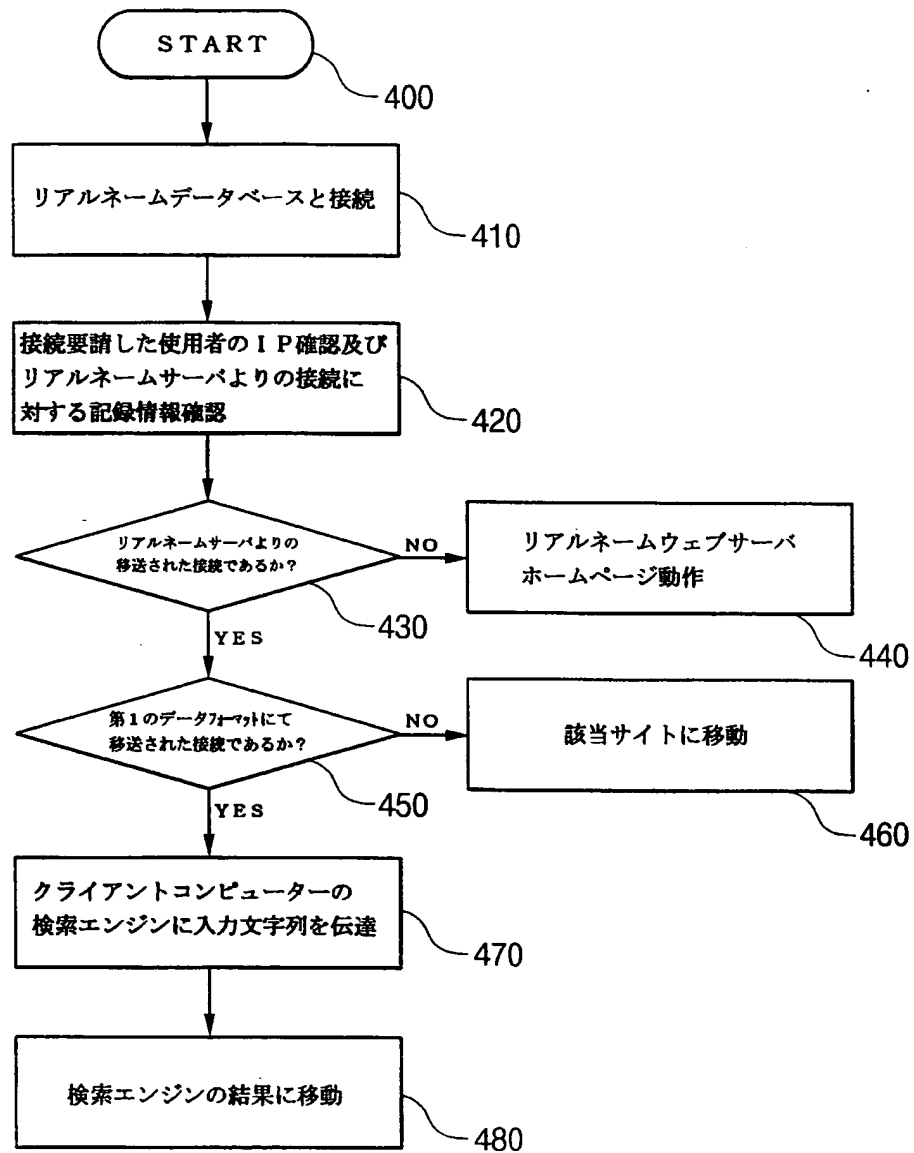 START
400
リアルネームデータベースと接続
410
接続要請した使用者のIP確認及び
リアルネームサーバよりの接続に
対する記録情報確認
420
リアルネームサーバよりの
移送された接続であるか?
NO
リアルネームウェブサーバ
ホームページ動作
430
440
YES
第1のデータフォーマットにて
移送された接続であるか?
NO
該当サイトに移動
450
460
YES
クライアントコンピューターの
検索エンジンに入力文字列を伝達
470
検索エンジンの結果に移動
480